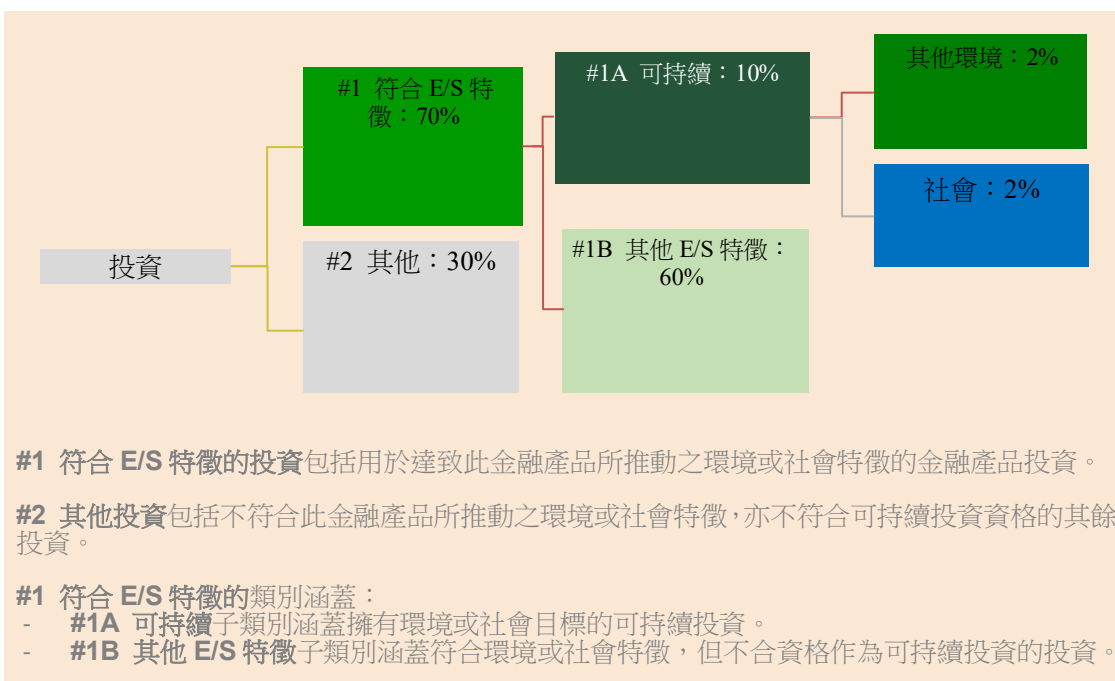 #1 符合 E/S 特
徵：70%
#1A 可持續：10%
其他環境：2%
社會：2%
投資
#2 其他：30%
#1B 其他 E/S 特徵：
60%
#1 符合 E/S 特徵的投資包括用於達致此金融產品所推動之環境或社會特徵的金融產品投資。
#2 其他投資包括不符合此金融產品所推動之環境或社會特徵，亦不符合可持續投資資格的其餘
投資。
#1 符合 E/S 特徵的類別涵蓋：
- #1A 可持續子類別涵蓋擁有環境或社會目標的可持續投資。
- #1B 其他 E/S 特徵子類別涵蓋符合環境或社會特徵，但不合資格作為可持續投資的投資。